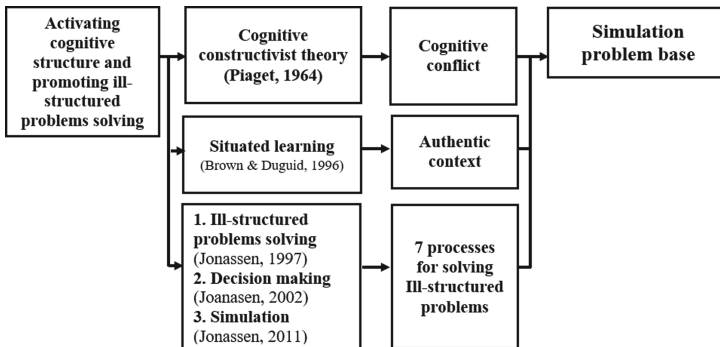 Activating
cognitive
structure and
promoting ill-
structured
problems solving
Cognitive
constructivist theory
(Piaget, 1964)
Cognitive
conflict
Simulation
problem base
Situated learning
(Brown & Duguid, 1996)
Authentic
context
1. Ill-structured
problems solving
(Jonassen, 1997)
2. Decision making
(Joanasen, 2002)
3. Simulation
(Jonassen, 2011)
7 processes
for solving
Ill-structured
problems